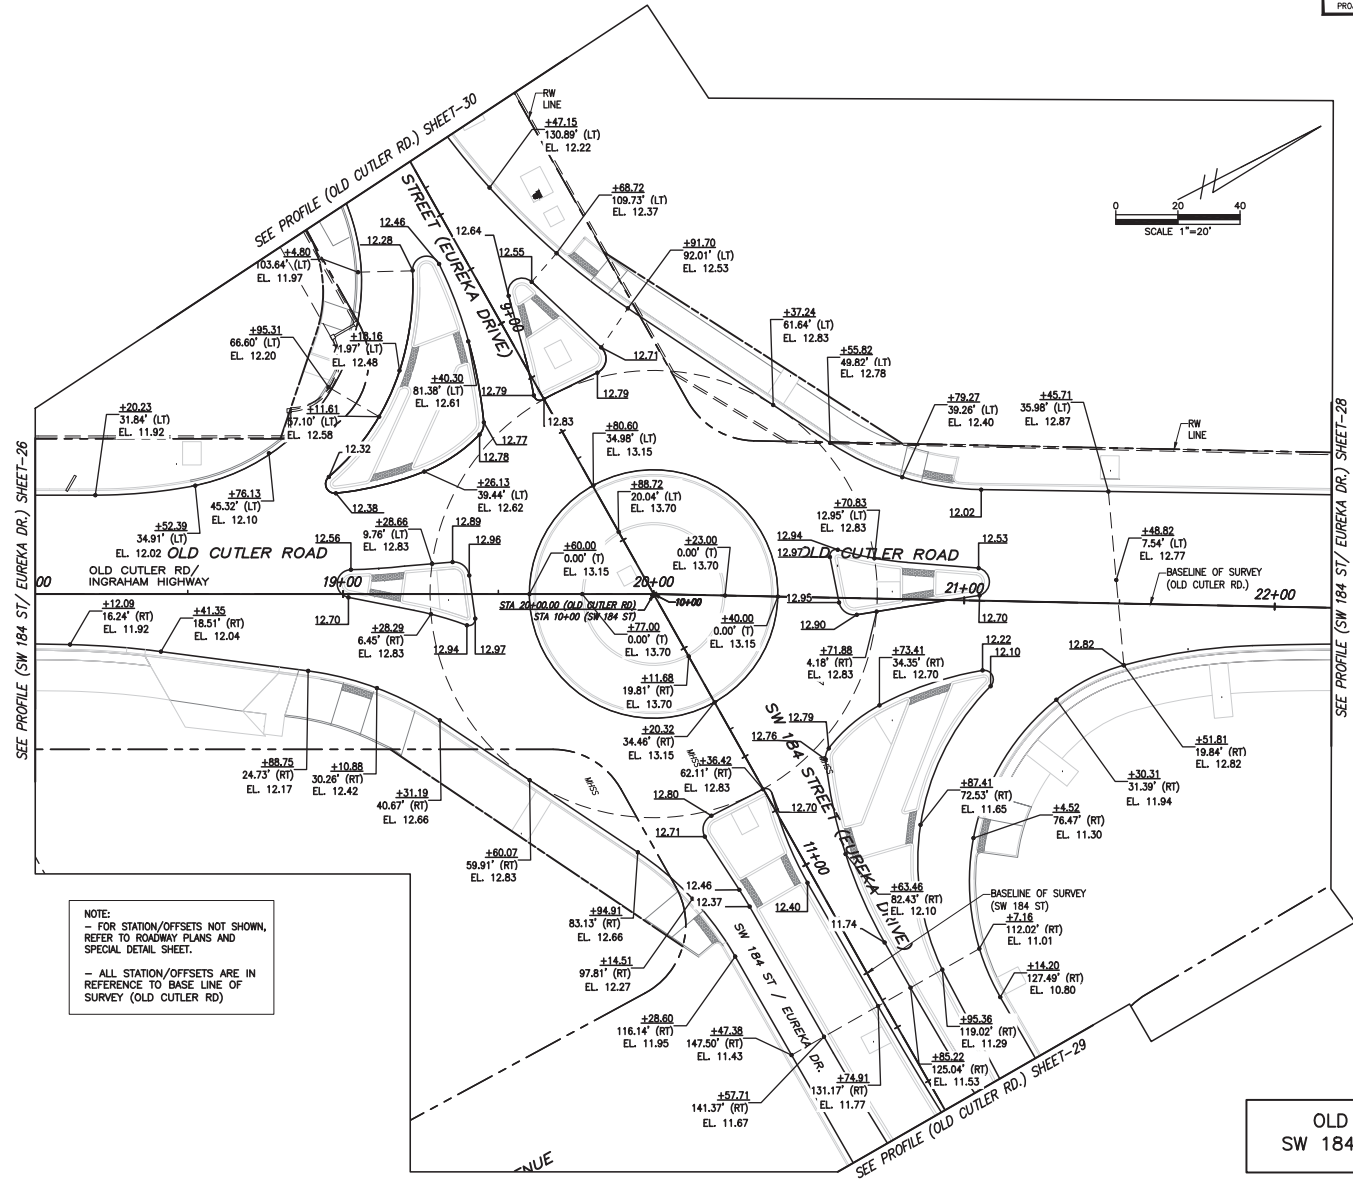 PROJ
SEE PROFILE (OLD CUTLER RD.) SHEET-30
RW
LINE
+47.15
130.89' (LT)
EL. 12.22
+68.72
109.73' (LT)
EL. 12.37
+91.70
92.01' (LT)
EL. 12.53
0 20 40
SCALE 1"=20'
STREET (EUREKA DRIVE)
9+00
12.46
12.28
12.64
12.55
+4.80
103.64' (LT)
EL. 11.97
+95.31
66.60' (LT)
EL. 12.20
+18.16
71.97' (LT)
EL. 12.48
+40.30
81.38' (LT)
EL. 12.61
12.71
12.79
12.79
12.83
+37.24
61.64' (LT)
EL. 12.83
+55.82
49.82' (LT)
EL. 12.78
+79.27
39.26' (LT)
EL. 12.40
+45.71
35.98' (LT)
EL. 12.87
RW
LINE
+20.23
31.84' (LT)
EL. 11.92
+11.61
57.10' (LT)
EL. 12.58
12.77
12.78
+80.60
34.98' (LT)
EL. 13.15
12.32
12.38
+26.13
39.44' (LT)
EL. 12.62
+88.72
20.04' (LT)
EL. 13.70
+76.13
45.32' (LT)
EL. 12.10
+52.39
34.91' (LT)
EL. 12.02
+28.66
9.76' (LT)
EL. 12.83
12.56
12.89
12.96
+70.83
12.95' (LT)
EL. 12.83
12.02
12.94
12.97
12.53
+48.82
7.54' (LT)
EL. 12.77
OLD CUTLER ROAD
OLD CUTLER RD/
INGRAHAM HIGHWAY
OLD CUTLER ROAD
BASELINE OF SURVEY
(OLD CUTLER RD.)
+60.00
0.00' (T)
EL. 13.15
+23.00
0.00' (T)
EL. 13.70
00
19+00
20+00
21+00
22+00
STA 20+00.00 (OLD CUTLER RD)
STA 10+00 (SW 184 ST)
10+00
+12.09
16.24' (RT)
EL. 11.92
+41.35
18.51' (RT)
EL. 12.04
12.70
+28.29
6.45' (RT)
EL. 12.83
12.94
12.97
+77.00
0.00' (T)
EL. 13.70
+40.00
0.00' (T)
EL. 13.15
12.95
12.90
12.70
+71.88
4.18' (RT)
EL. 12.83
+73.41
34.35' (RT)
EL. 12.70
12.22
12.10
12.82
+11.68
19.81' (RT)
EL. 13.70
+20.32
34.46' (RT)
EL. 13.15
12.79
12.76
SW 184 STREET (EUREKA DRIVE)
MHSS
MHSS
MHSS
+51.81
19.84' (RT)
EL. 12.82
+30.31
31.39' (RT)
EL. 11.94
+88.75
24.73' (RT)
EL. 12.17
+10.88
30.26' (RT)
EL. 12.42
+31.19
40.67' (RT)
EL. 12.66
+36.42
62.11' (RT)
EL. 12.83
12.80
12.70
12.71
+87.41
72.53' (RT)
EL. 11.65
+4.52
76.47' (RT)
EL. 11.30
11+00
+60.07
59.91' (RT)
EL. 12.83
12.46
12.37
12.40
+63.46
82.43' (RT)
EL. 12.10
11.74
BASELINE OF SURVEY
(SW 184 ST)
+7.16
112.02' (RT)
EL. 11.01
+94.91
83.13' (RT)
EL. 12.66
+14.51
97.81' (RT)
EL. 12.27
+14.20
127.49' (RT)
EL. 10.80
NOTE:
– FOR STATION/OFFSETS NOT SHOWN,
REFER TO ROADWAY PLANS AND
SPECIAL DETAIL SHEET.
– ALL STATION/OFFSETS ARE IN
REFERENCE TO BASE LINE OF
SURVEY (OLD CUTLER RD)
SW 184 ST / EUREKA DR.
+28.60
116.14' (RT)
EL. 11.95
+47.38
147.50' (RT)
EL. 11.43
+95.36
119.02' (RT)
EL. 11.29
+85.22
125.04' (RT)
EL. 11.53
+74.91
131.17' (RT)
EL. 11.77
+57.71
141.37' (RT)
EL. 11.67
SEE PROFILE (OLD CUTLER RD.) SHEET-29
SEE PROFILE (SW 184 ST/ EUREKA DR.) SHEET-26
SEE PROFILE (SW 184 ST/ EUREKA DR.) SHEET-28
NUE
OLD
SW 184